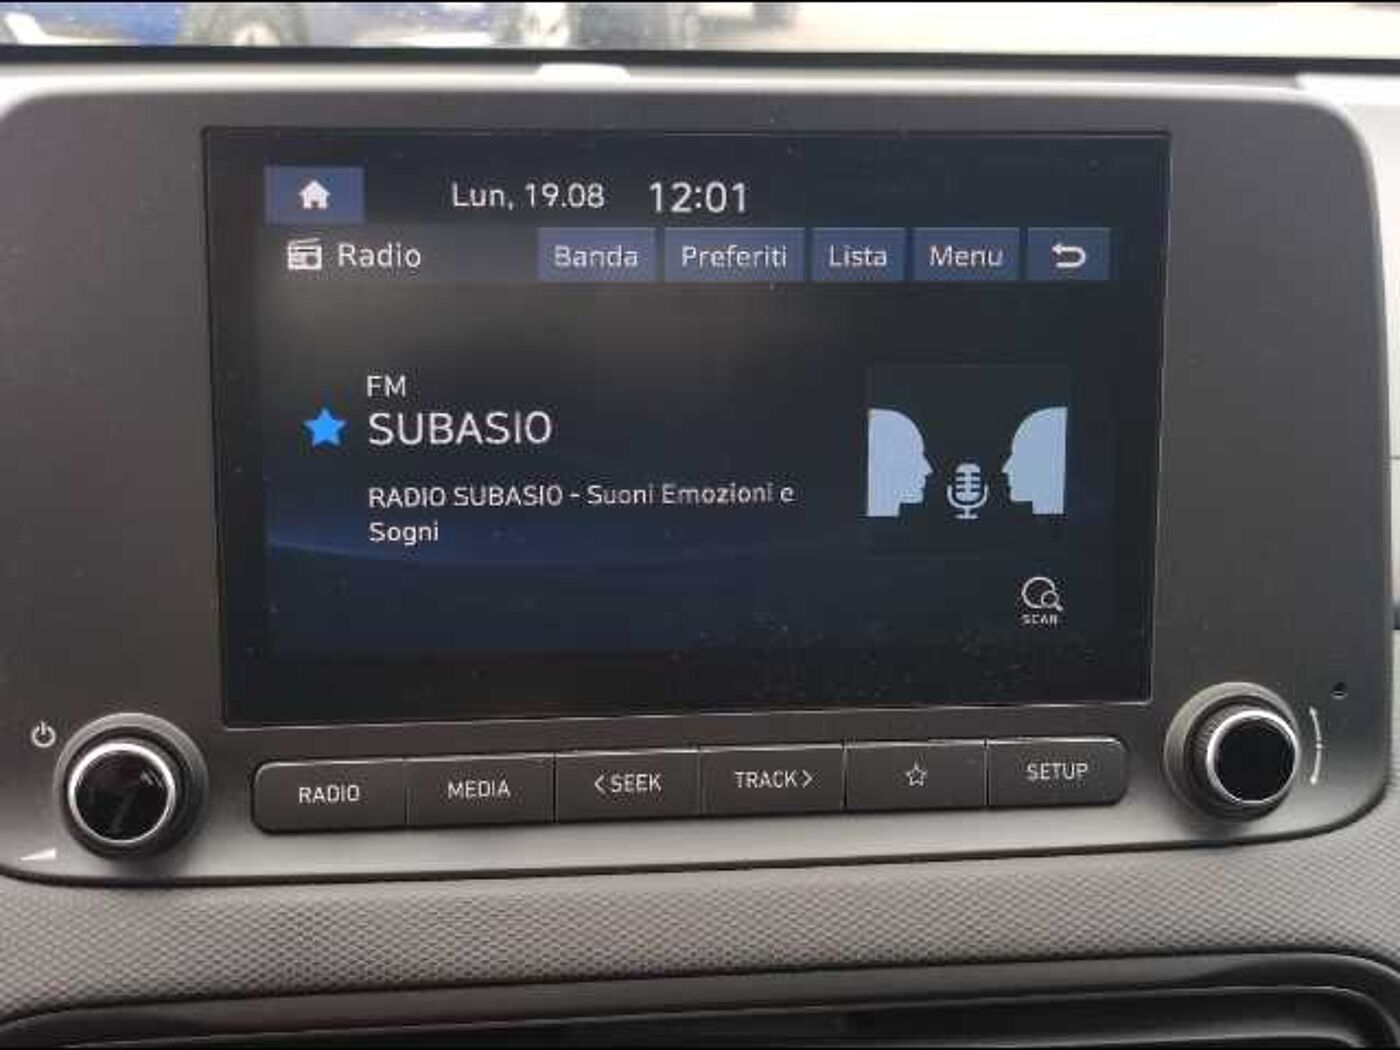 Lun, 19.08 12:01
Radio Banda Preferiti Lista Menu
FM
SUBASIO
RADIO SUBASIO - Suoni Emozioni e
Sogni
SCAN
RADIO MEDIA <SEEK TRACK> SETUP